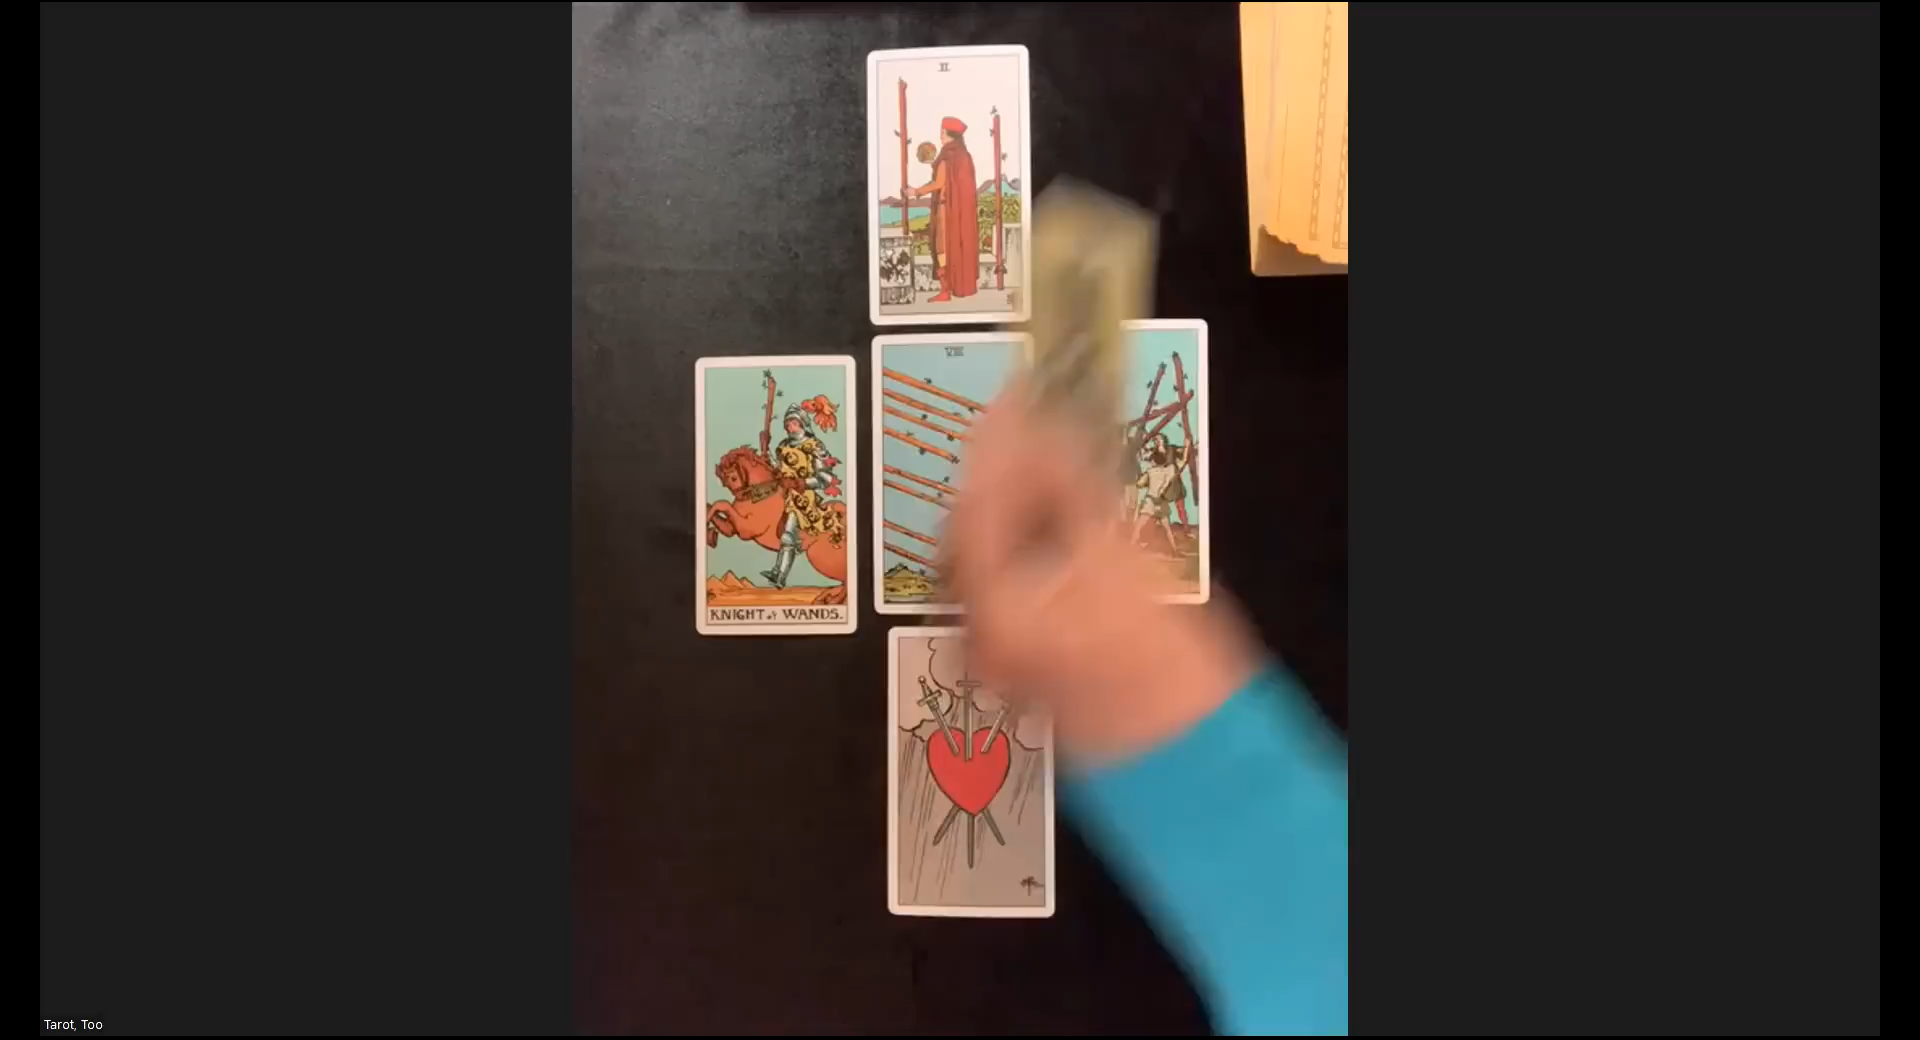 II
VIII
KNIGHT of WANDS.
Tarot, Too